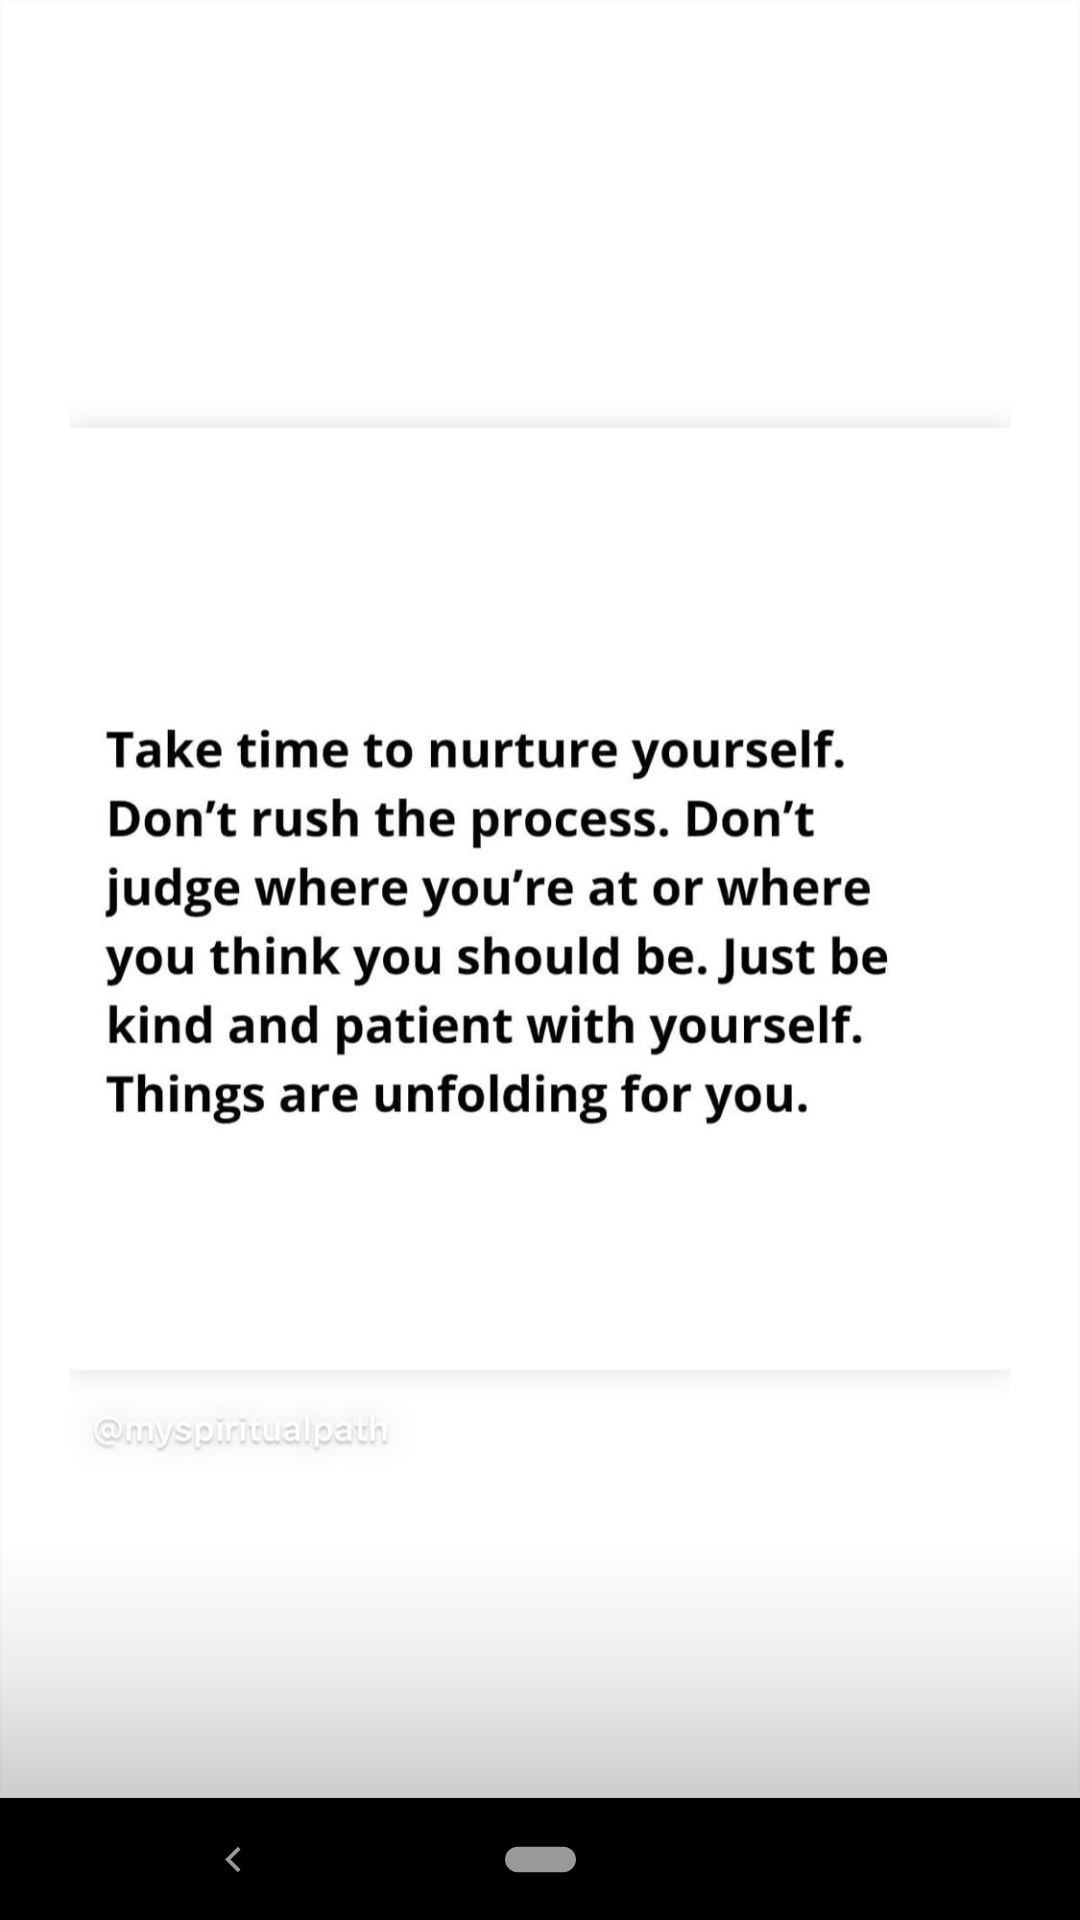 Take time to nurture yourself.
Don’t rush the process. Don’t
judge where you’re at or where
you think you should be. Just be
kind and patient with yourself.
Things are unfolding for you.
@myspiritualpath